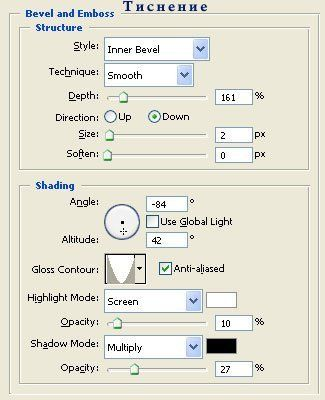 Тиснение
Bevel and Emboss
Structure
Style: Inner Bevel
Technique: Smooth
Depth: 161 %
Direction: Up Down
Size: 2 px
Soften: 0 px
Shading
Angle: -84 °
Use Global Light
Altitude: 42 °
Gloss Contour: Anti-aliased
Highlight Mode: Screen
Opacity: 10 %
Shadow Mode: Multiply
Opacity: 27 %